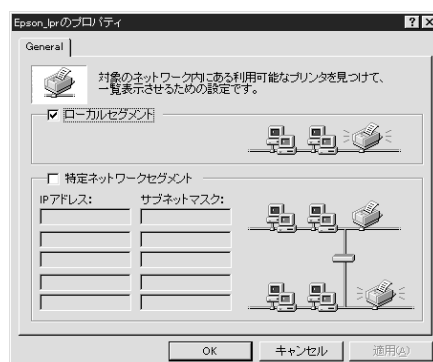 Epson_lprのプロパティ
General
対象のネットワーク内にある利用可能なプリンタを見つけて、
一覧表示させるための設定です。
ローカルセグメント
特定ネットワークセグメント
IPアドレス: サブネットマスク:
OK キャンセル 適用(A)